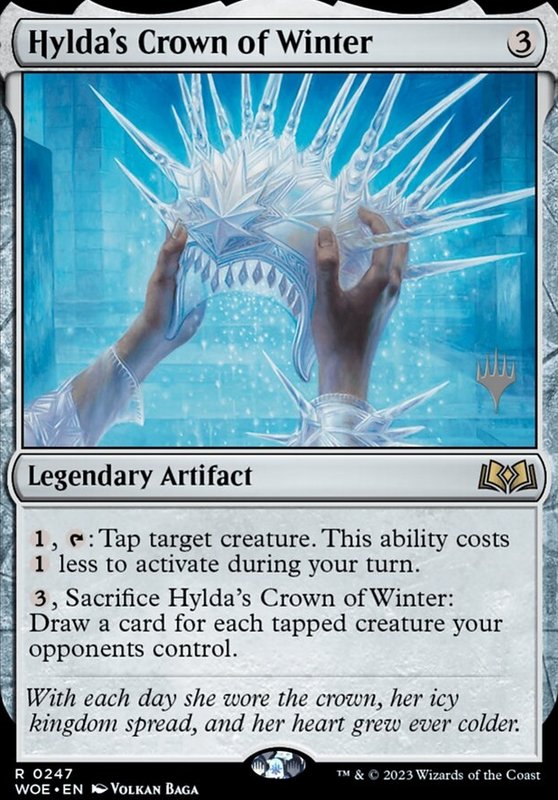 Hylda's Crown of Winter 3
Legendary Artifact
1, : Tap target creature. This ability costs
1 less to activate during your turn.
3, Sacrifice Hylda's Crown of Winter:
Draw a card for each tapped creature your
opponents control.
With each day she wore the crown, her icy
kingdom spread, and her heart grew ever colder.
R 0247
WOE • EN VOLKAN BAGA
™ & © 2023 Wizards of the Coast